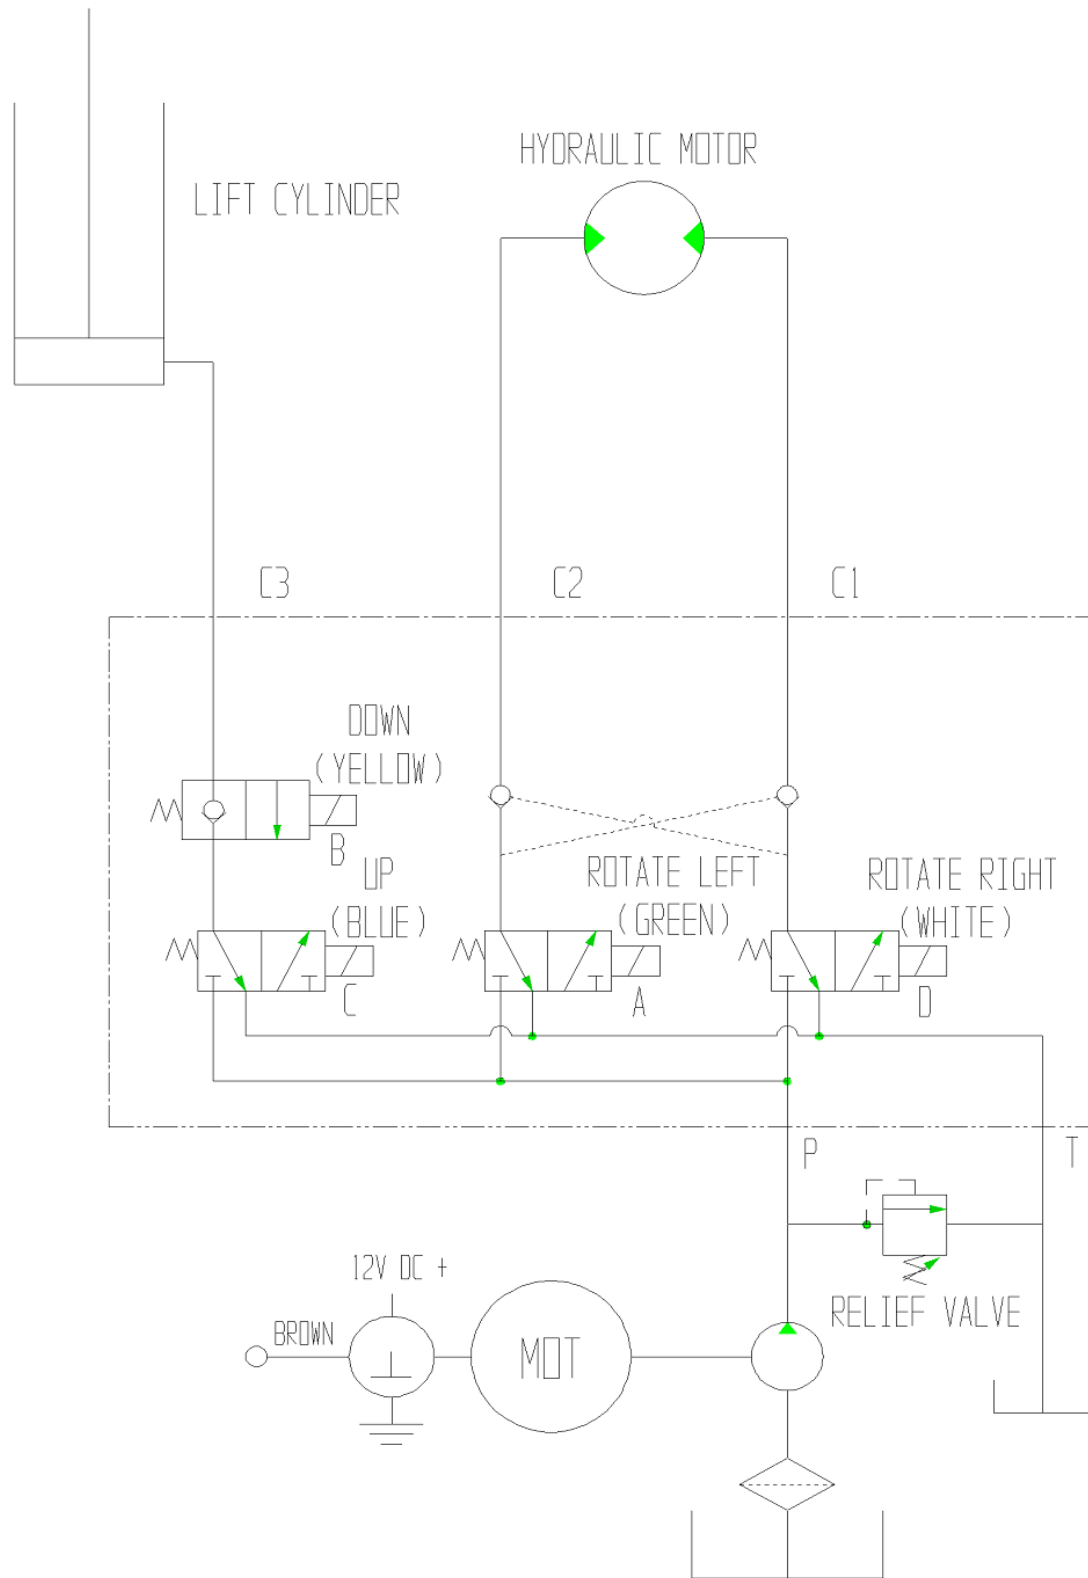 HYDRAULIC MOTOR
LIFT CYLINDER
C3
C2
C1
DOWN
(YELLOW)
B
UP
(BLUE)
C
ROTATE LEFT
(GREEN)
A
ROTATE RIGHT
(WHITE)
D
P
T
12V DC +
BROWN
MOT
RELIEF VALVE